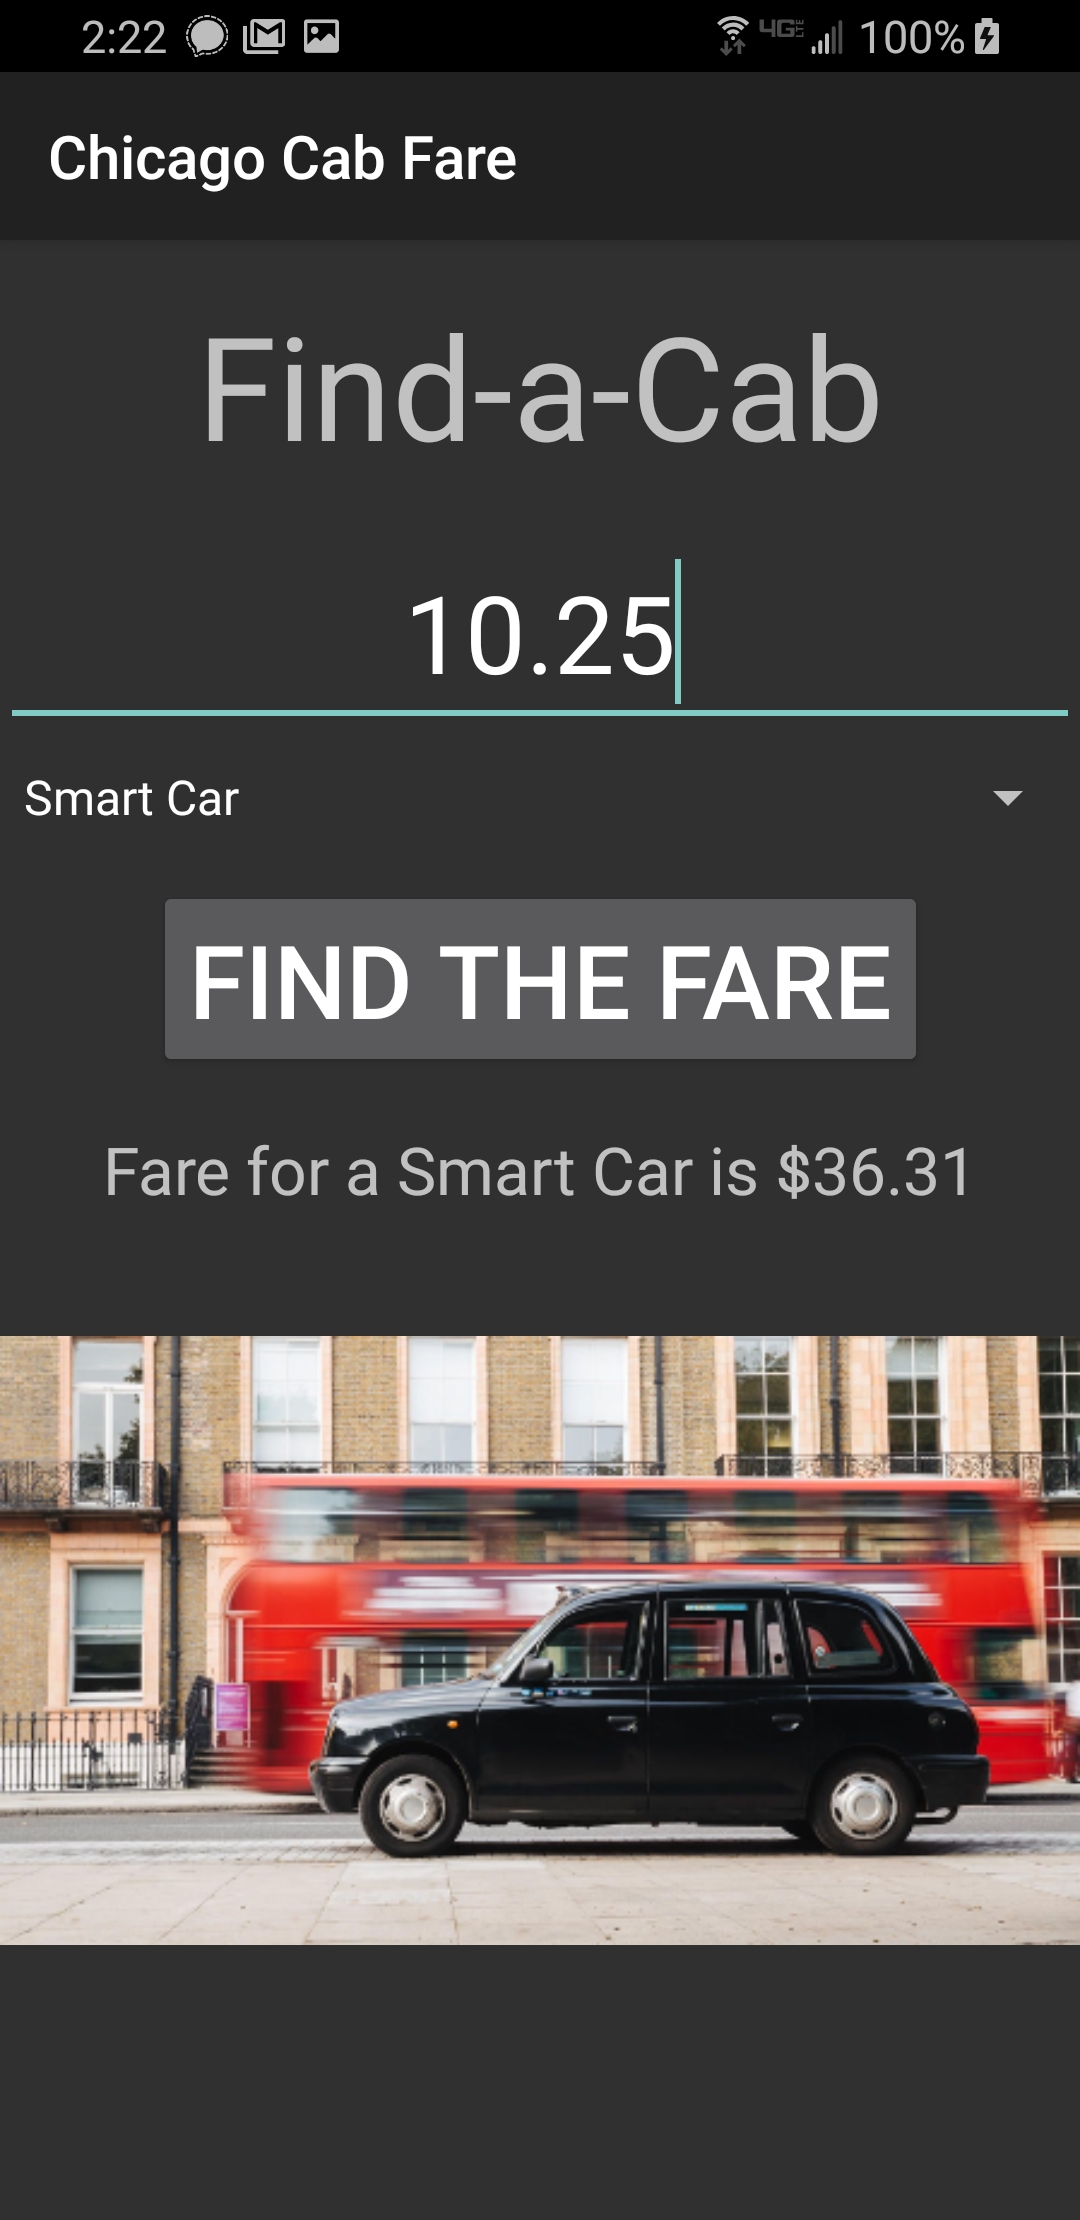 2:22 4G LTE 100%
Chicago Cab Fare
Find-a-Cab
10.25
Smart Car
FIND THE FARE
Fare for a Smart Car is $36.31